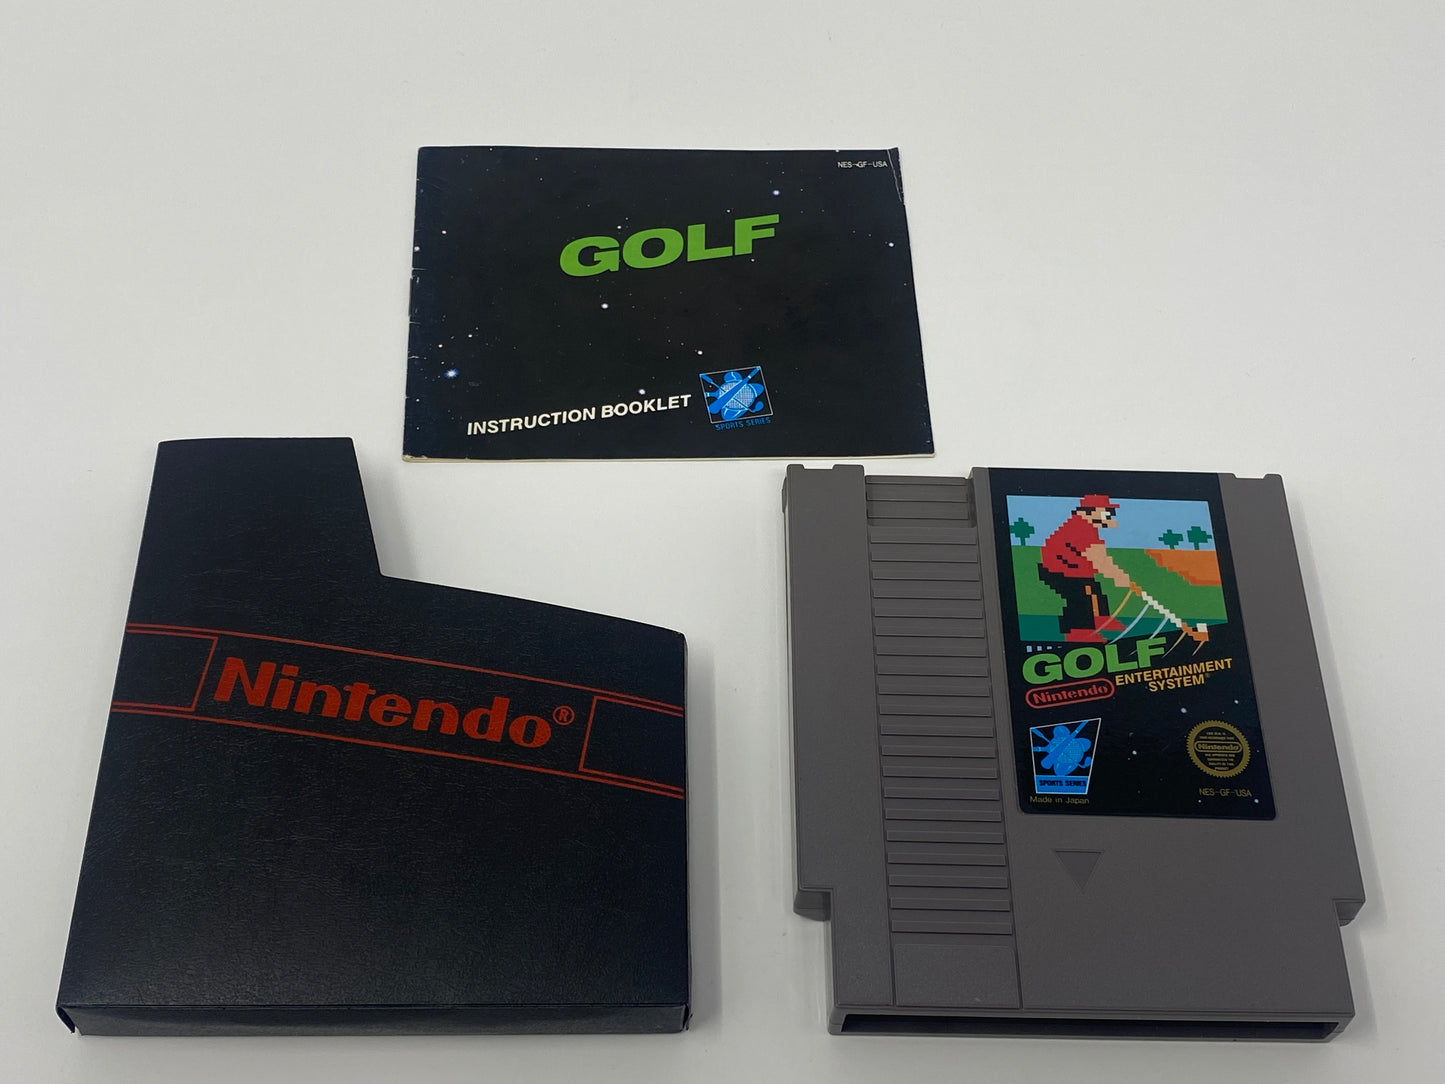 NES-GF-USA
GOLF
INSTRUCTION BOOKLET
SPORTS SERIES
Nintendo®
GOLF
Nintendo
ENTERTAINMENT
SYSTEM®
SPORTS SERIES
Made in Japan
Nintendo
NES-GF-USA